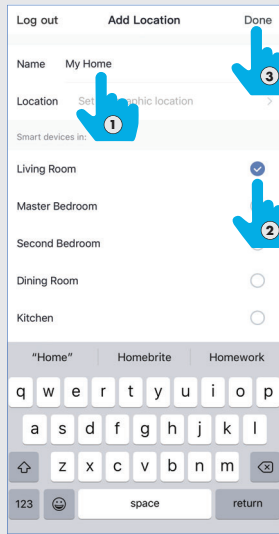 Log out Add Location Done
Name My Home
3
Location Set graphic location
1
Smart devices in:
Living Room
Master Bedroom
2
Second Bedroom
Dining Room
Kitchen
"Home" Homebrite Homework
q w e r t y u i o p
a s d f g h j k l
z x c v b n m
123 space return